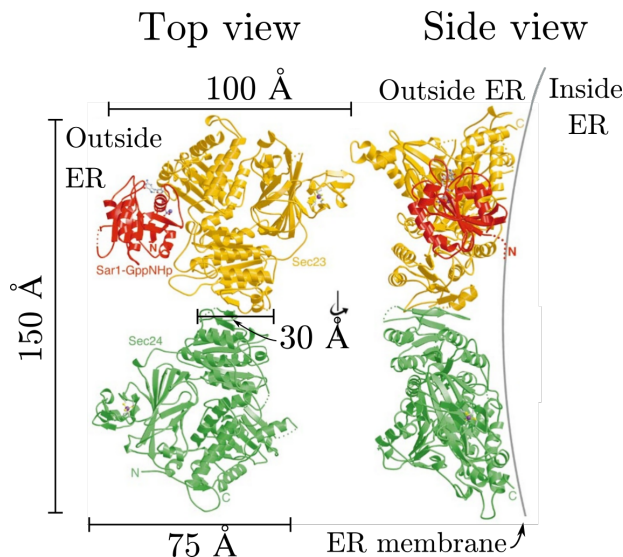 Top view
Side view
100 Å
Outside ER
Inside
ER
Outside
ER
C
N
N
Sar1-GppNHp
Sec23
150 Å
30 Å
Sec24
N
C
C
75 Å
ER membrane